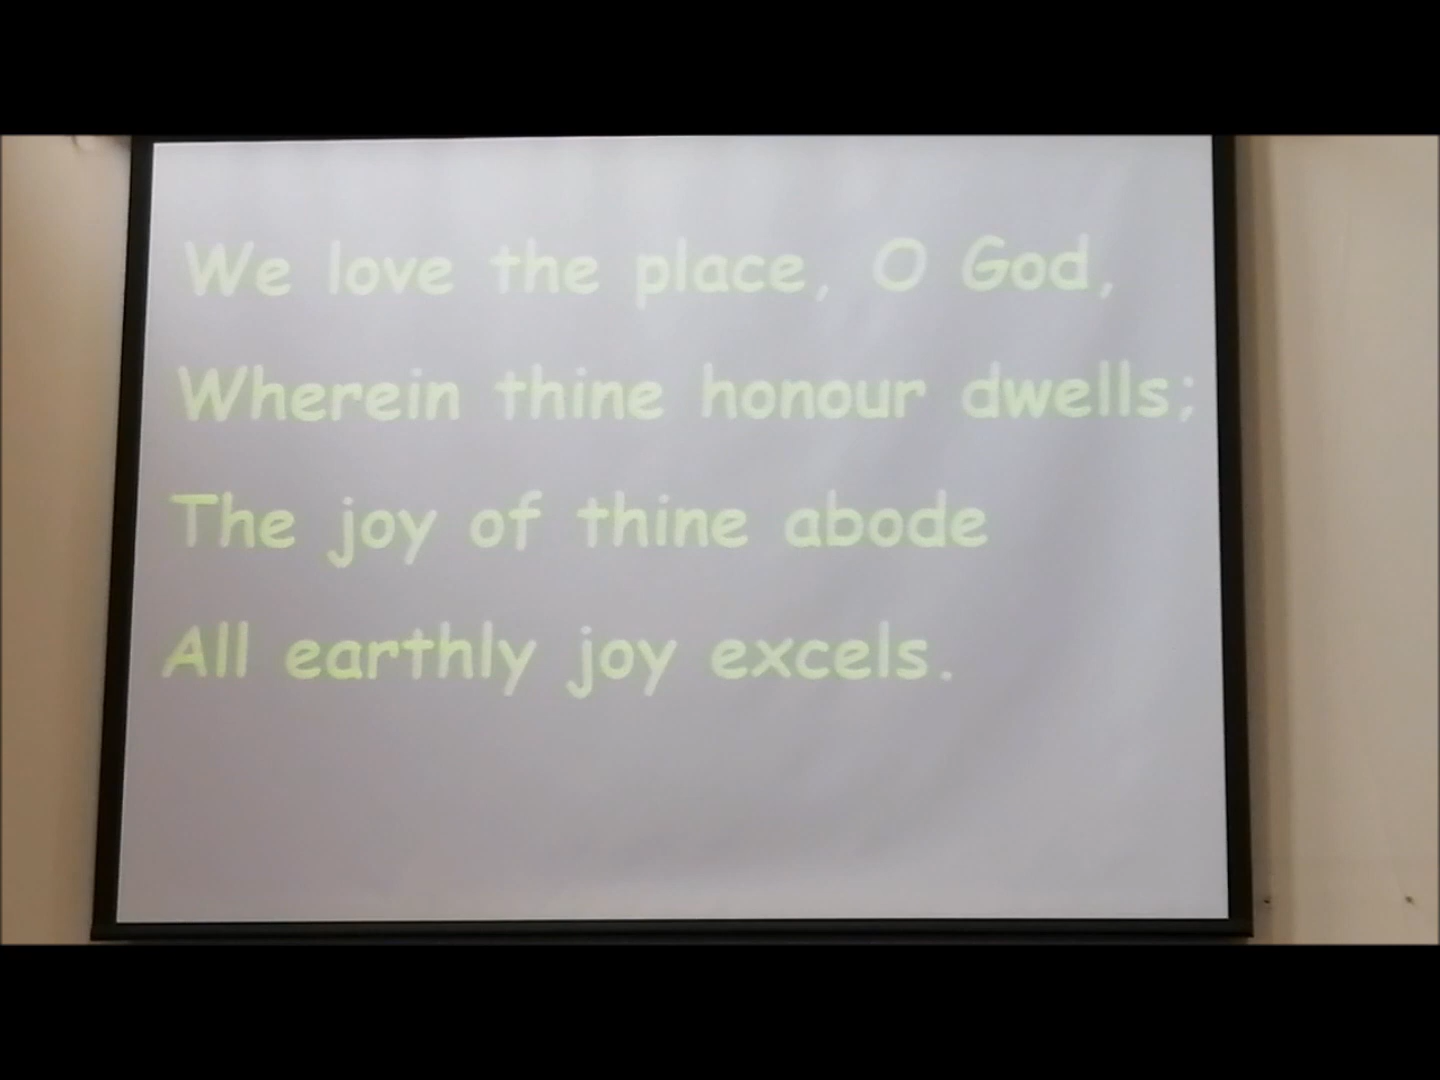 We love the place, O God,
Wherein thine honour dwells;
The joy of thine abode
All earthly joy excels.